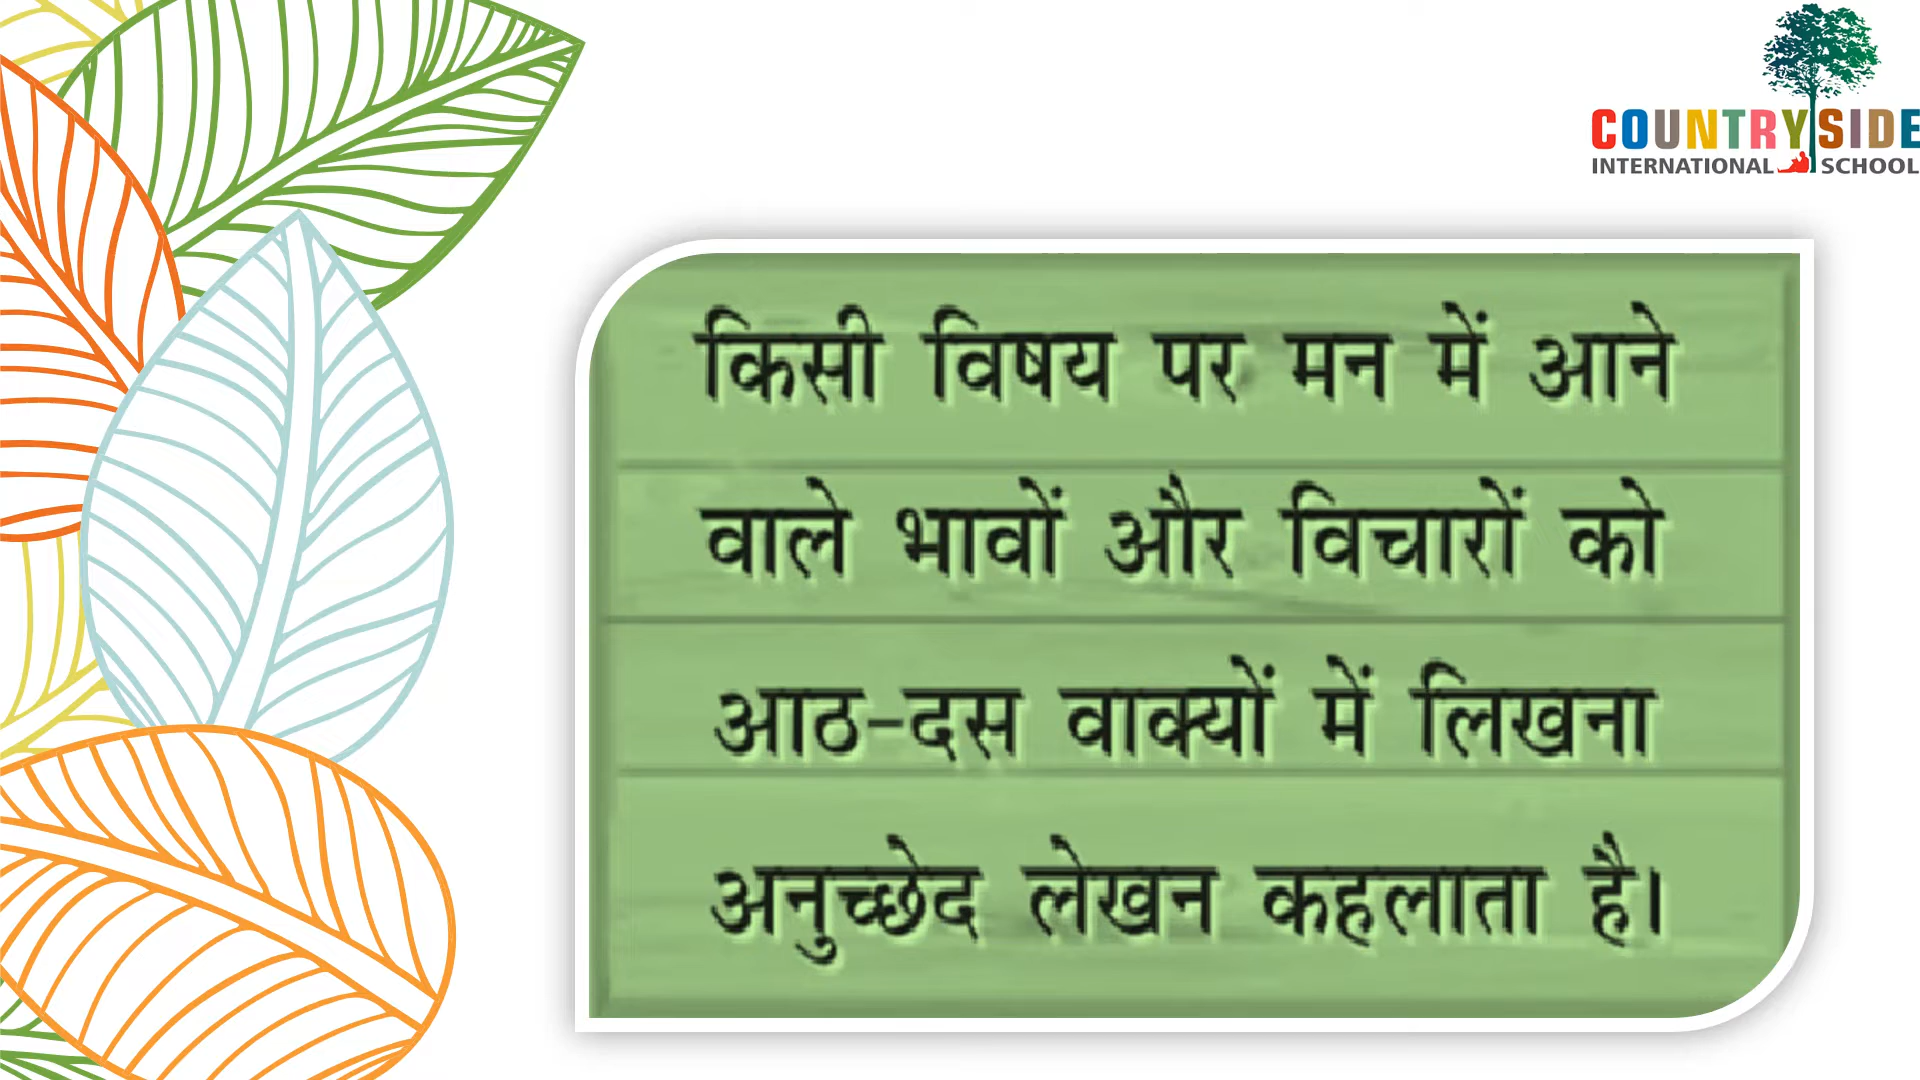 COUNTRYSIDE
INTERNATIONAL SCHOOL
किसी विषय पर मन में आने
वाले भावों और विचारों को
आठ-दस वाक्यों में लिखना
अनुच्छेद लेखन कहलाता है।